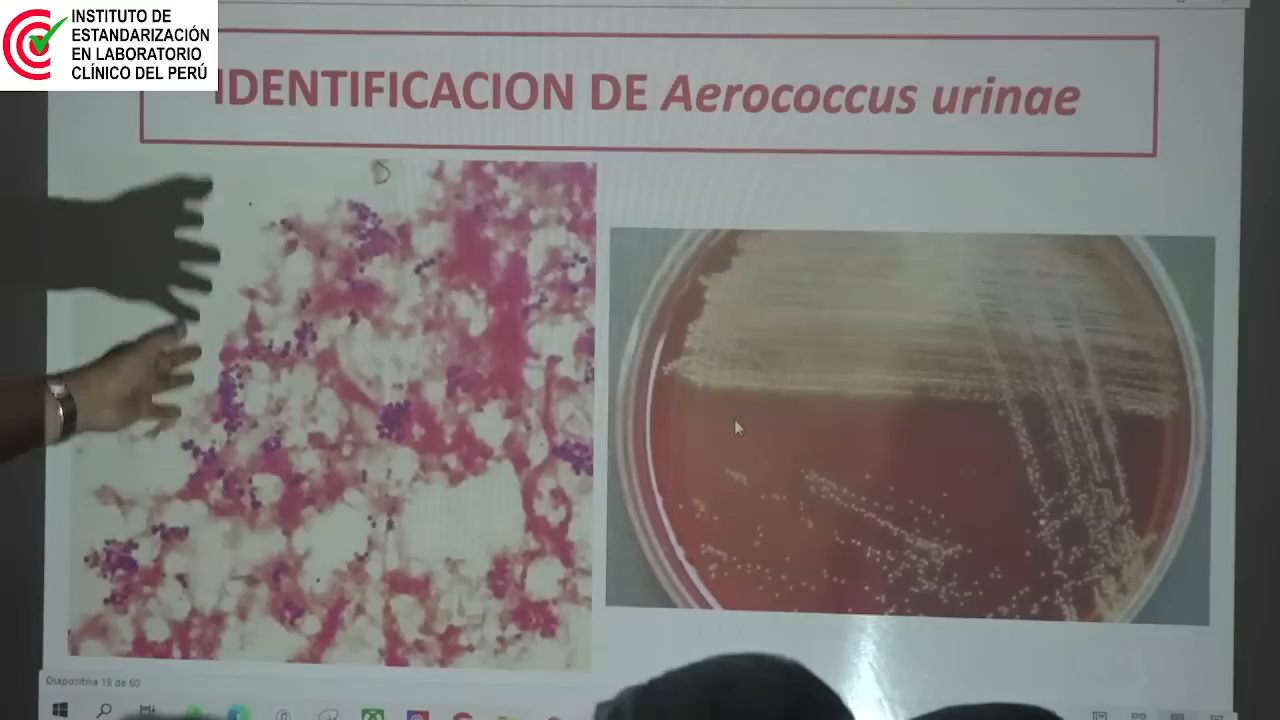 INSTITUTO DE
ESTANDARIZACIÓN
EN LABORATORIO
CLÍNICO DEL PERÚ
IDENTIFICACION DE Aerococcus urinae
Diapositiva 19 de 60